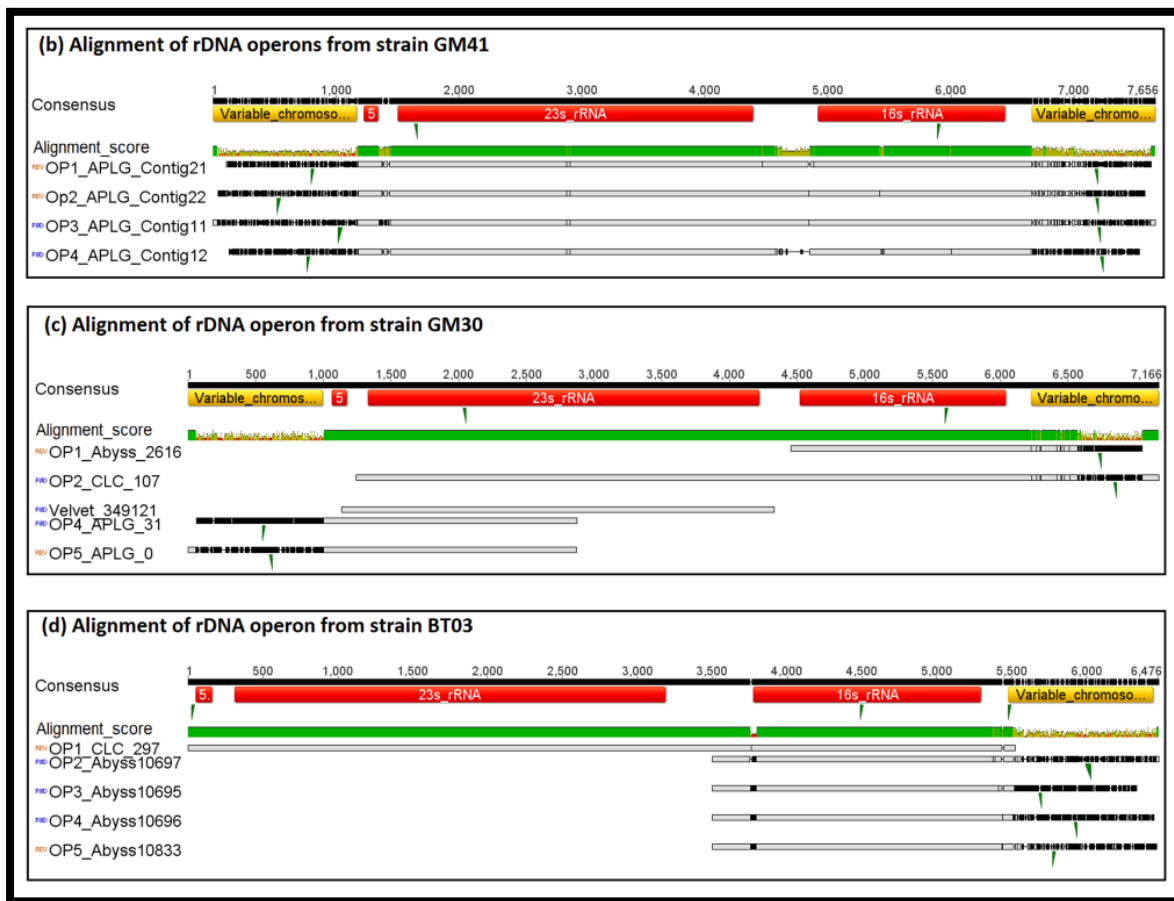 (b) Alignment of rDNA operons from strain GM41
1 1,000 2,000 3,000 4,000 5,000 6,000 7,000 7,656
Consensus
Variable_chromoso... 5 23s_rRNA 16s_rRNA Variable_chromo...
Alignment_score
REV OP1_APLG_Contig21
REV Op2_APLG_Contig22
FWD OP3_APLG_Contig11
FWD OP4_APLG_Contig12
(c) Alignment of rDNA operon from strain GM30
1 500 1,000 1,500 2,000 2,500 3,000 3,500 4,000 4,500 5,000 5,500 6,000 6,500 7,166
Consensus
Variable_chromos... 5 23s_rRNA 16s_rRNA Variable_chromo...
Alignment_score
REV OP1_Abyss_2616
FWD OP2_CLC_107
FWD Velvet_349121
FWD OP4_APLG_31
REV OP5_APLG_0
(d) Alignment of rDNA operon from strain BT03
1 500 1,000 1,500 2,000 2,500 3,000 3,500 4,000 4,500 5,000 5,500 6,000 6,476
Consensus
5. 23s_rRNA 16s_rRNA Variable_chromoso...
Alignment_score
REV OP1_CLC_297
FWD OP2_Abyss10697
FWD OP3_Abyss10695
FWD OP4_Abyss10696
REV OP5_Abyss10833